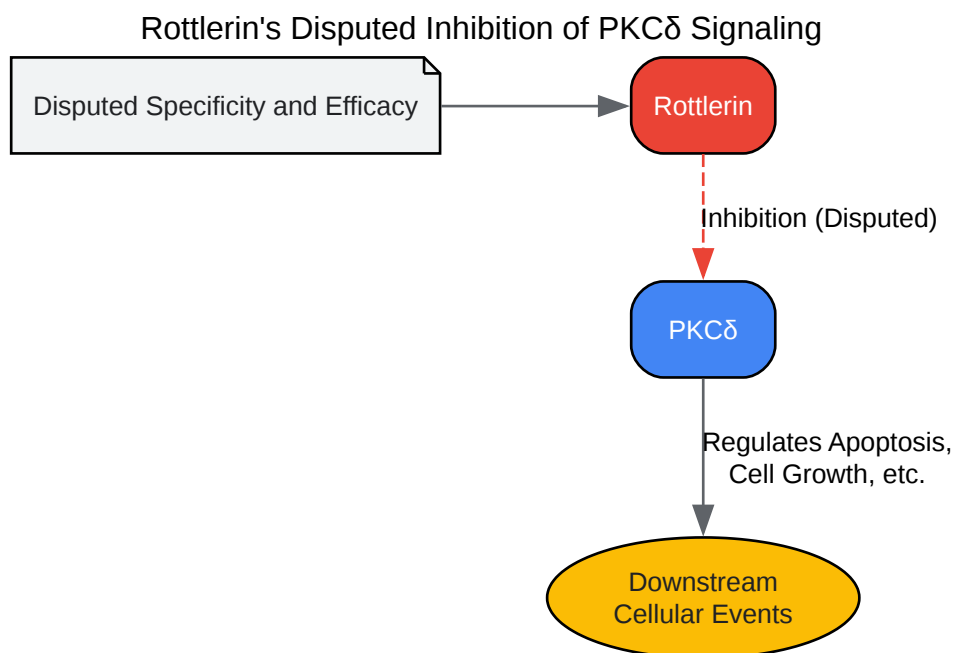 Rottlerin's Disputed Inhibition of PKCδ Signaling
Disputed Specificity and Efficacy
Rottlerin
Inhibition (Disputed)
PKCδ
Regulates Apoptosis,
Cell Growth, etc.
Downstream
Cellular Events